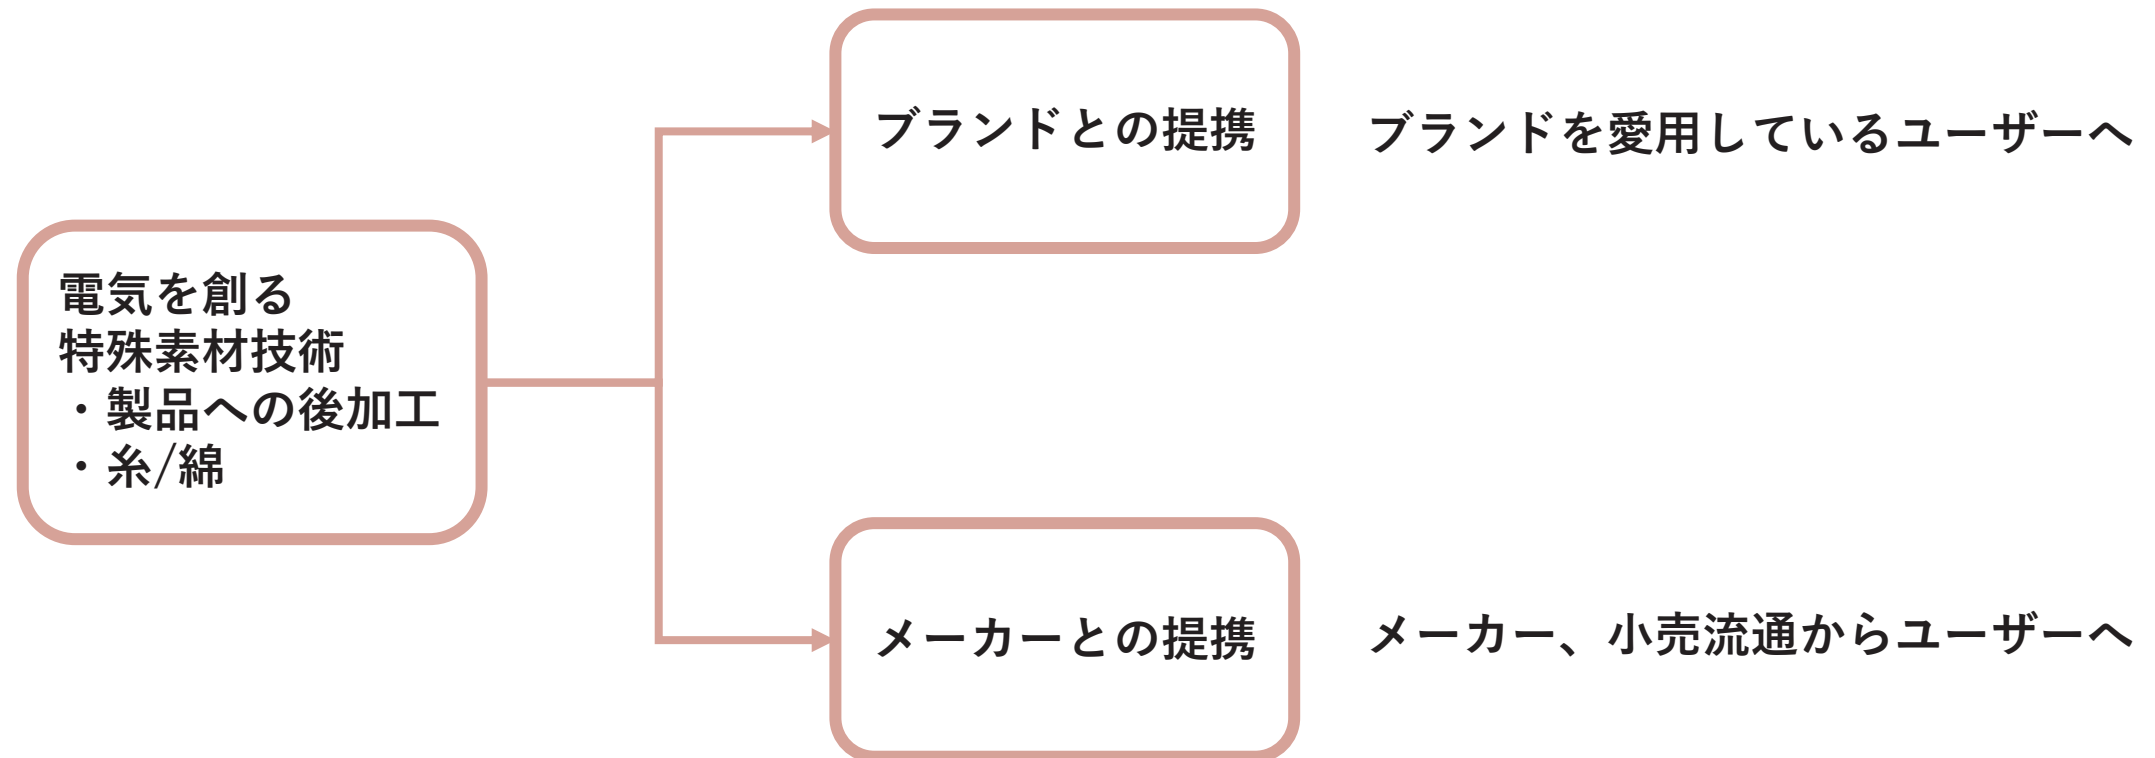 電気を創る
特殊素材技術
・製品への後加工
・糸/綿
ブランドとの提携
ブランドを愛用しているユーザーへ
メーカーとの提携
メーカー、小売流通からユーザーへ